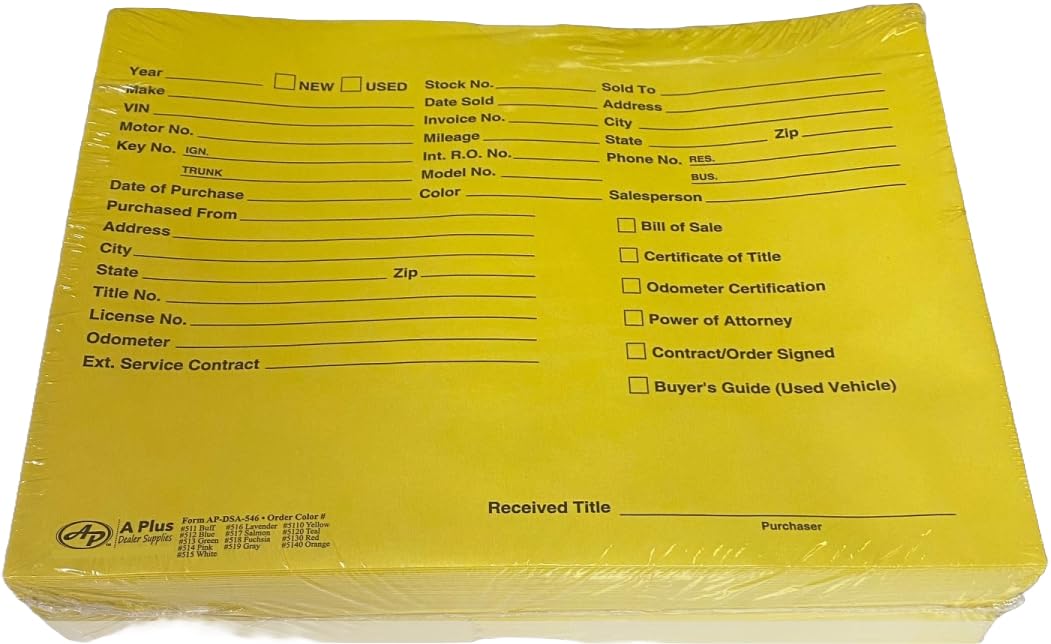 Year
NEW USED
Make
VIN
Motor No.
Key No. IGN.
TRUNK
Date of Purchase
Stock No.
Date Sold
Invoice No.
Mileage
Int. R.O. No.
Model No.
Color
Sold To
Address
City
State Zip
Phone No. RES.
BUS.
Salesperson
Purchased From
Address
City
State Zip
Title No.
License No.
Odometer
Ext. Service Contract
Bill of Sale
Certificate of Title
Odometer Certification
Power of Attorney
Contract/Order Signed
Buyer's Guide (Used Vehicle)
Received Title
Purchaser
AP
A Plus
Dealer Supplies
Form AP-DSA-546 • Order Color #
#511 Buff #516 Lavender #5110 Yellow
#512 Blue #517 Salmon #5120 Teal
#513 Green #518 Fuchsia #5130 Red
#514 Pink #519 Gray #5140 Orange
#515 White